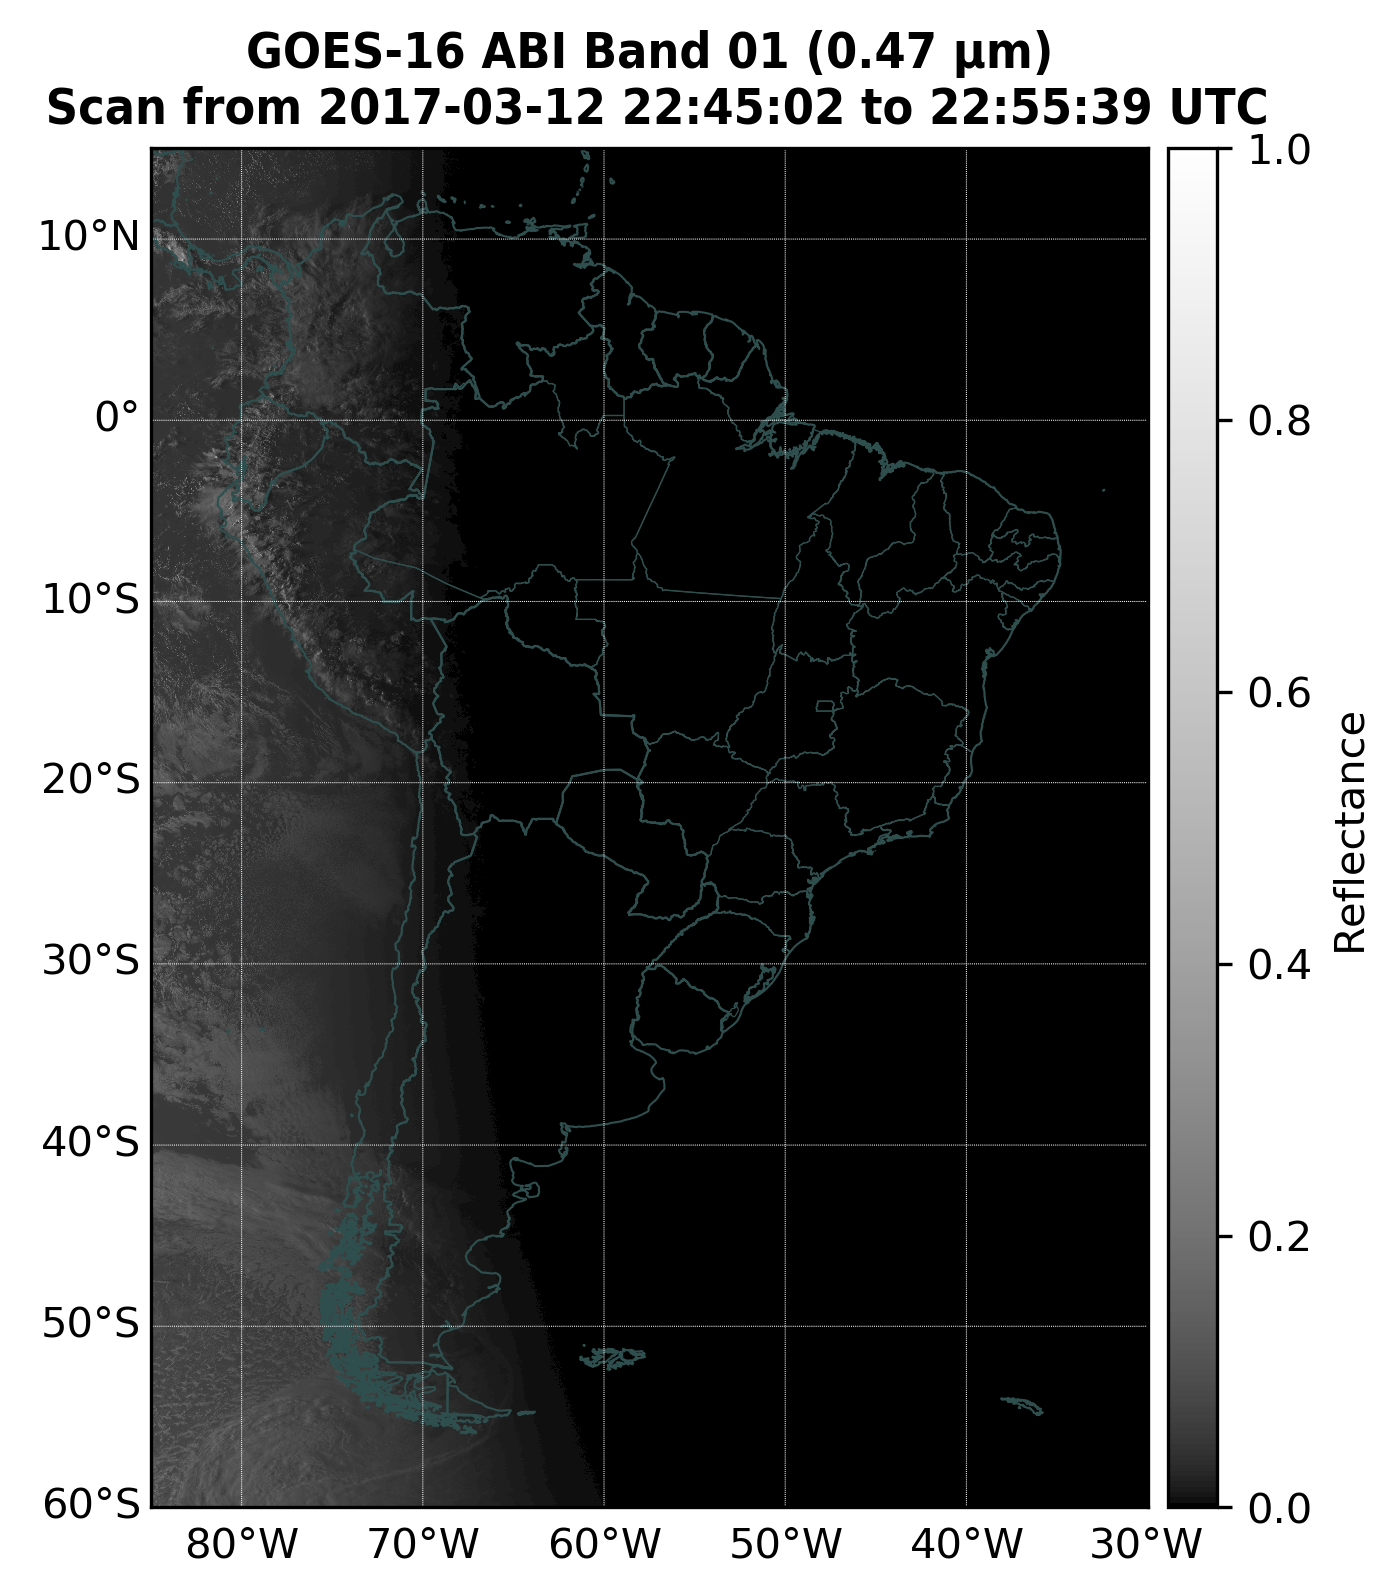 GOES-16 ABI Band 01 (0.47 µm)
Scan from 2017-03-12 22:45:02 to 22:55:39 UTC
10°N
0°
10°S
20°S
30°S
40°S
50°S
60°S
80°W
70°W
60°W
50°W
40°W
30°W
1.0
0.8
0.6
0.4
0.2
0.0
Reflectance